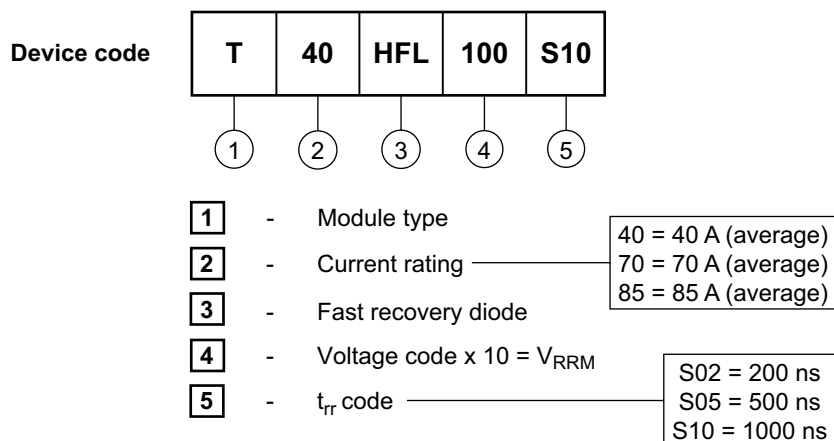 Device code T 40 HFL 100 S10
1 2 3 4 5
1 - Module type
2 - Current rating
40 = 40 A (average)
70 = 70 A (average)
85 = 85 A (average)
3 - Fast recovery diode
4 - Voltage code x 10 = VRRM
5 - trr code
S02 = 200 ns
S05 = 500 ns
S10 = 1000 ns